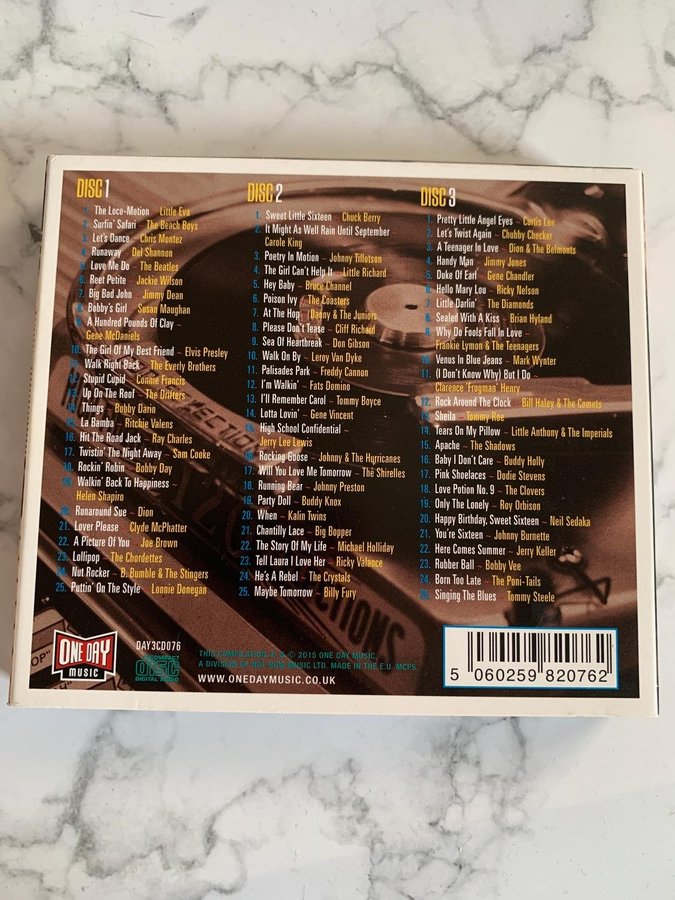 DISC 1
1. The Loco-Motion ~ Little Eva
2. Surfin' Safari ~ The Beach Boys
3. Let's Dance ~ Chris Montez
4. Runaway ~ Del Shannon
5. Love Me Do ~ The Beatles
6. Reet Petite ~ Jackie Wilson
7. Big Bad John ~ Jimmy Dean
8. Bobby's Girl ~ Susan Maughan
9. A Hundred Pounds Of Clay ~
Gene McDaniels
10. The Girl Of My Best Friend ~ Elvis Presley
11. Walk Right Back ~ The Everly Brothers
12. Stupid Cupid ~ Connie Francis
13. Up On The Roof ~ The Drifters
14. Things ~ Bobby Darin
15. La Bamba ~ Ritchie Valens
16. Hit The Road Jack ~ Ray Charles
17. Twistin' The Night Away ~ Sam Cooke
18. Rockin' Robin ~ Bobby Day
19. Walkin' Back To Happiness ~
Helen Shapiro
20. Runaround Sue ~ Dion
21. Lover Please ~ Clyde McPhatter
22. A Picture Of You ~ Joe Brown
23. Lollipop ~ The Chordettes
24. Nut Rocker ~ B. Bumble & The Stingers
25. Puttin' On The Style ~ Lonnie Donegan
DISC 2
1. Sweet Little Sixteen ~ Chuck Berry
2. It Might As Well Rain Until September ~
Carole King
3. Poetry In Motion ~ Johnny Tillotson
4. The Girl Can't Help It ~ Little Richard
5. Hey Baby ~ Bruce Channel
6. Poison Ivy ~ The Coasters
7. At The Hop ~ Danny & The Juniors
8. Please Don't Tease ~ Cliff Richard
9. Sea Of Heartbreak ~ Don Gibson
10. Walk On By ~ Leroy Van Dyke
11. Palisades Park ~ Freddy Cannon
12. I'm Walkin' ~ Fats Domino
13. I'll Remember Carol ~ Tommy Boyce
14. Lotta Lovin' ~ Gene Vincent
15. High School Confidential ~
Jerry Lee Lewis
16. Rocking Goose ~ Johnny & The Hurricanes
17. Will You Love Me Tomorrow ~ The Shirelles
18. Running Bear ~ Johnny Preston
19. Party Doll ~ Buddy Knox
20. When ~ Kalin Twins
21. Chantilly Lace ~ Big Bopper
22. The Story Of My Life ~ Michael Holliday
23. Tell Laura I Love Her ~ Ricky Valance
24. He's A Rebel ~ The Crystals
25. Maybe Tomorrow ~ Billy Fury
DISC 3
1. Pretty Little Angel Eyes ~ Curtis Lee
2. Let's Twist Again ~ Chubby Checker
3. A Teenager In Love ~ Dion & The Belmonts
4. Handy Man ~ Jimmy Jones
5. Duke Of Earl ~ Gene Chandler
6. Hello Mary Lou ~ Ricky Nelson
7. Little Darlin' ~ The Diamonds
8. Sealed With A Kiss ~ Brian Hyland
9. Why Do Fools Fall In Love ~
Frankie Lymon & The Teenagers
10. Venus In Blue Jeans ~ Mark Wynter
11. (I Don't Know Why) But I Do ~
Clarence 'Frogman' Henry
12. Rock Around The Clock ~ Bill Haley & The Comets
13. Sheila ~ Tommy Roe
14. Tears On My Pillow ~ Little Anthony & The Imperials
15. Apache ~ The Shadows
16. Baby I Don't Care ~ Buddy Holly
17. Pink Shoelaces ~ Dodie Stevens
18. Love Potion No. 9 ~ The Clovers
19. Only The Lonely ~ Roy Orbison
20. Happy Birthday, Sweet Sixteen ~ Neil Sedaka
21. You're Sixteen ~ Johnny Burnette
22. Here Comes Summer ~ Jerry Keller
23. Rubber Ball ~ Bobby Vee
24. Born Too Late ~ The Poni-Tails
25. Singing The Blues ~ Tommy Steele
ONE DAY
MUSIC
DAY3CD076
COMPACT
disc
DIGITAL AUDIO
THIS COMPILATION ℗ & © 2015 ONE DAY MUSIC,
A DIVISION OF NOT NOW MUSIC LTD. MADE IN THE E.U. MCPS.
WWW.ONEDAYMUSIC.CO.UK
5 060259 820762